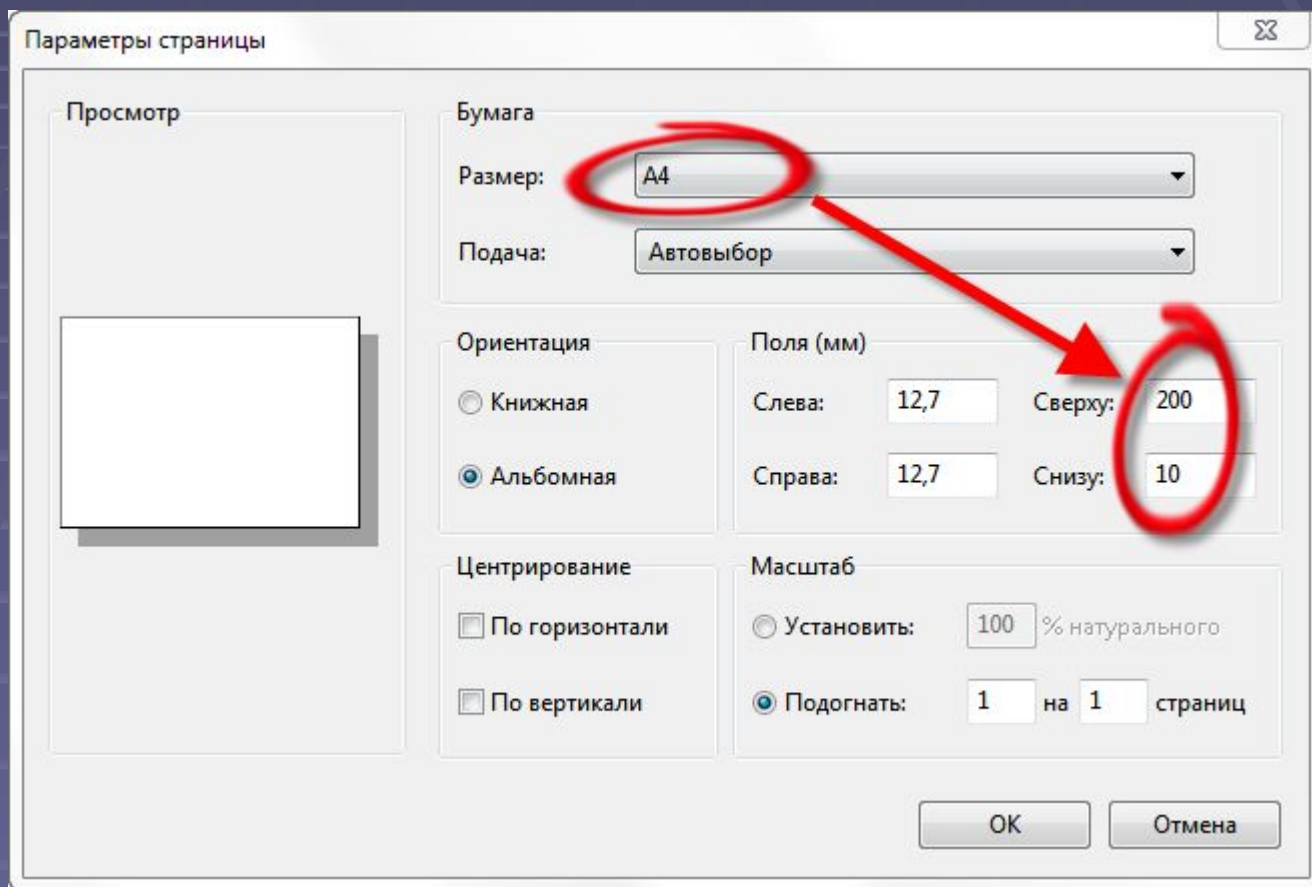 Параметры страницы
Просмотр
Бумага
Размер: A4
Подача: Автовыбор
Ориентация
Книжная
Альбомная
Поля (мм)
Слева: 12,7 Сверху: 200
Справа: 12,7 Снизу: 10
Центрирование
По горизонтали
По вертикали
Масштаб
Установить: 100 % натурального
Подогнать: 1 на 1 страниц
OK Отмена